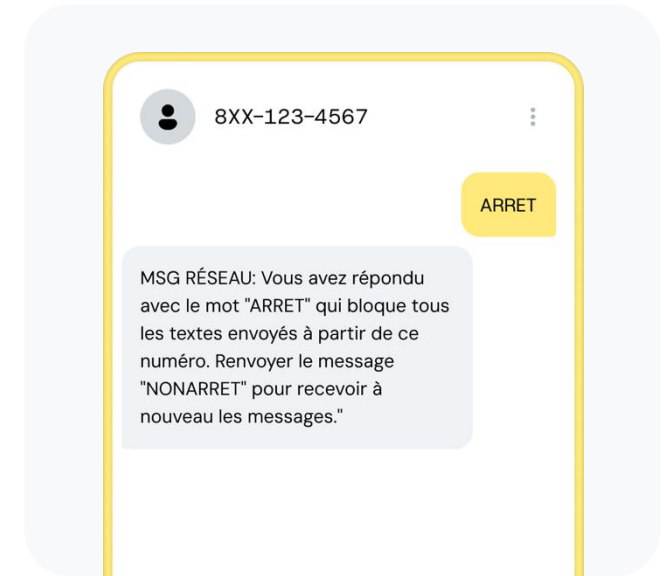 8XX-123-4567
ARRET
MSG RÉSEAU: Vous avez répondu
avec le mot "ARRET" qui bloque tous
les textes envoyés à partir de ce
numéro. Renvoyer le message
"NONARRET" pour recevoir à
nouveau les messages."